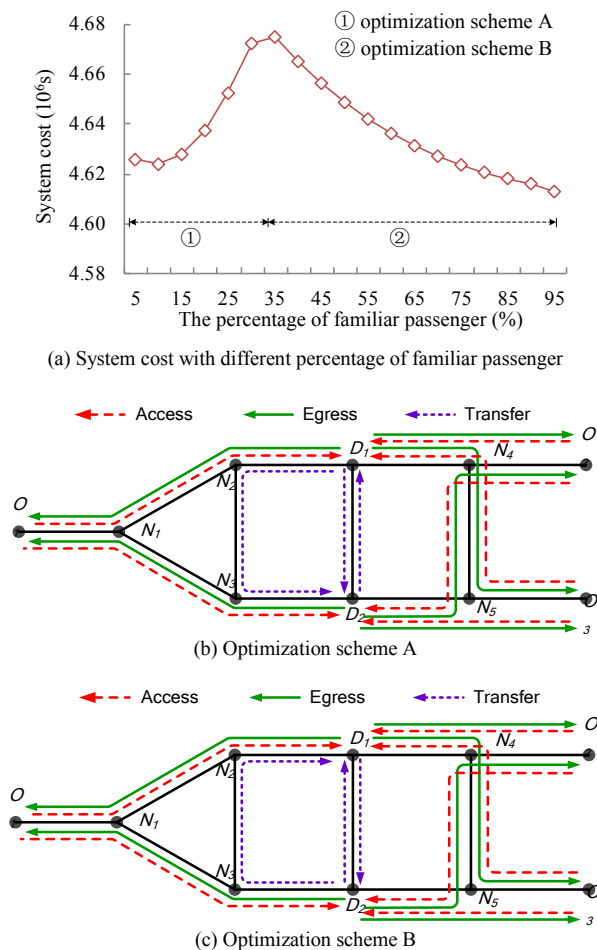 ① optimization scheme A
② optimization scheme B
System cost (10⁶s)
4.68
4.66
4.64
4.62
4.60
4.58
①
②
5 15 25 35 45 55 65 75 85 95
The percentage of familiar passenger (%)
(a) System cost with different percentage of familiar passenger
Access Egress Transfer
D₁ N₄ O
O N₂
N₁
N₃
D₂ N₅ O
3
(b) Optimization scheme A
Access Egress Transfer
D₁ N₄ O
O N₂
N₁
N₃
D₂ N₅ O
3
(c) Optimization scheme B